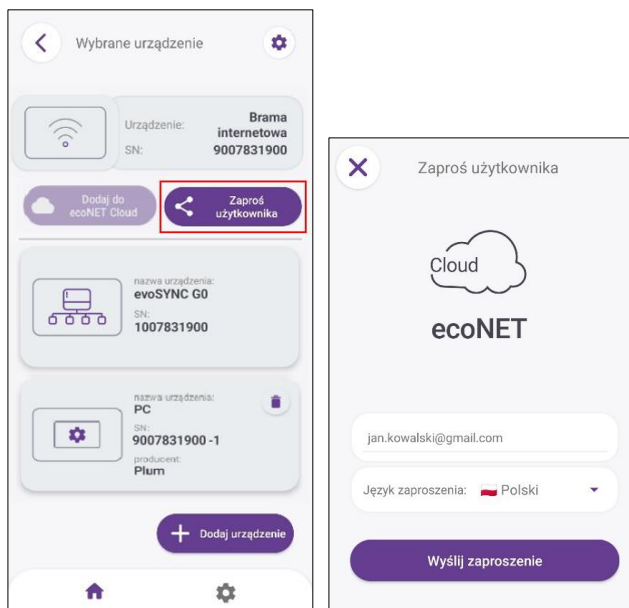 Wybrane urządzenie
Urządzenie: Brama
internetowa
SN: 9007831900
Dodaj do
ecoNET Cloud
Zaproś
użytkownika
nazwa urządzenia:
evoSYNC G0
SN:
1007831900
nazwa urządzenia:
PC
SN:
9007831900 -1
producent:
Plum
Dodaj urządzenie
Zaproś użytkownika
Cloud
ecoNET
jan.kowalski@gmail.com
Język zaproszenia: Polski
Wyślij zaproszenie